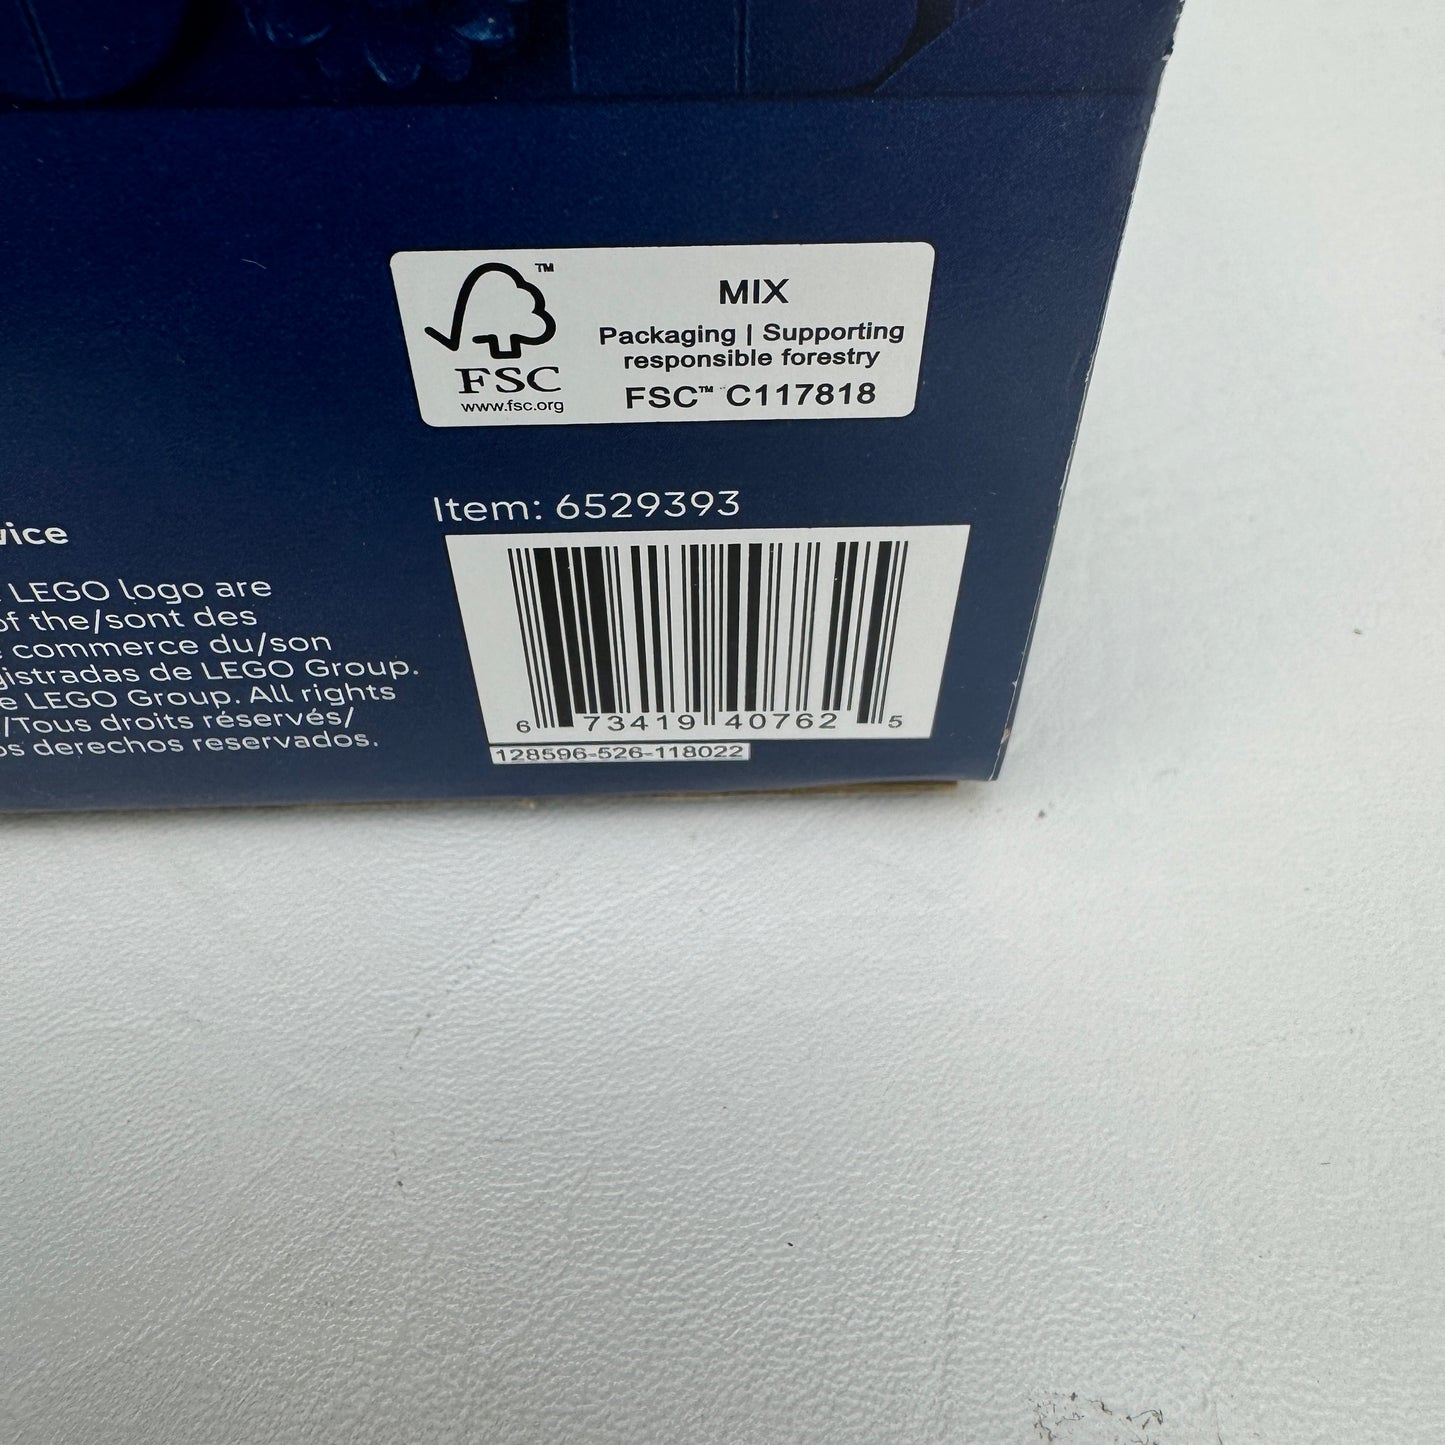 TM
MIX
Packaging | Supporting
responsible forestry
FSC
www.fsc.org
FSC™ C117818
Item: 6529393
vice
LEGO logo are
of the/sont des
commerce du/son
gistradas de LEGO Group.
e LEGO Group. All rights
/Tous droits réservés/
os derechos reservados.
6 73419 40762 5
128596-526-118022